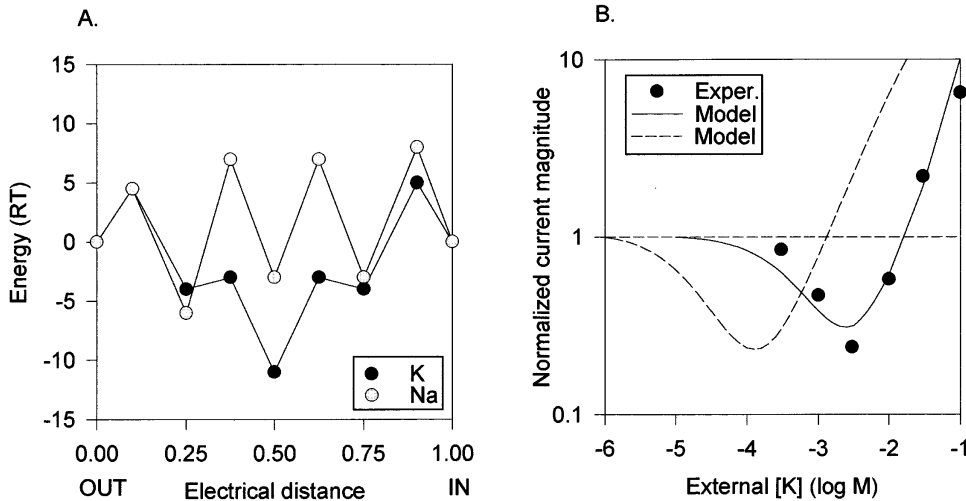 A.
15
10
5
0
-5
-10
-15
Energy (RT)
K
Na
0.00
0.25
0.50
0.75
1.00
OUT
Electrical distance
IN
B.
10
1
0.1
Normalized current magnitude
Exper.
Model
Model
-6
-5
-4
-3
-2
-1
External [K] (log M)